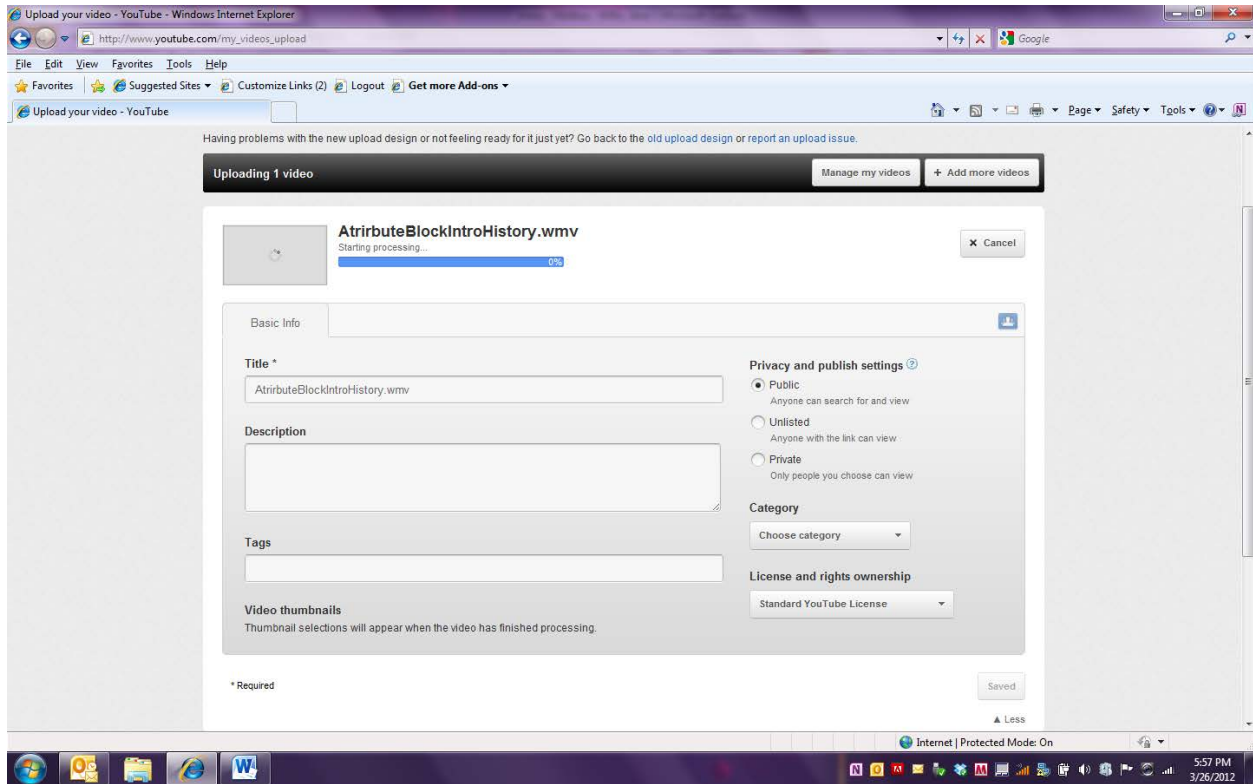 Upload your video - YouTube - Windows Internet Explorer
http://www.youtube.com/my_videos_upload
Google
File Edit View Favorites Tools Help
Favorites Suggested Sites Customize Links (2) Logout Get more Add-ons
Upload your video - YouTube
Page Safety Tools
Having problems with the new upload design or not feeling ready for it just yet? Go back to the old upload design or report an upload issue.
Uploading 1 video
Manage my videos
+ Add more videos
AtrirbuteBlockIntroHistory.wmv
Starting processing...
0%
x Cancel
Basic Info
Title *
AtrirbuteBlockIntroHistory.wmv
Description
Tags
Video thumbnails
Thumbnail selections will appear when the video has finished processing.
Privacy and publish settings ?
Public
Anyone can search for and view
Unlisted
Anyone with the link can view
Private
Only people you choose can view
Category
Choose category
License and rights ownership
Standard YouTube License
* Required
Saved
▲ Less
Internet | Protected Mode: On
5:57 PM
3/26/2012